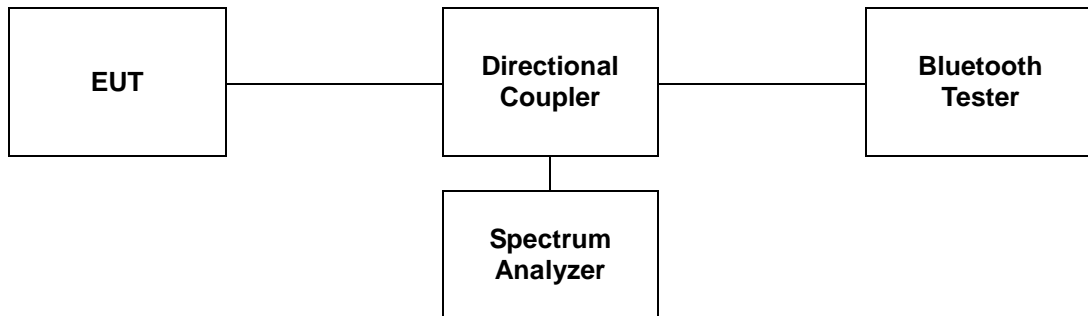 EUT
Directional
Coupler
Bluetooth
Tester
Spectrum
Analyzer